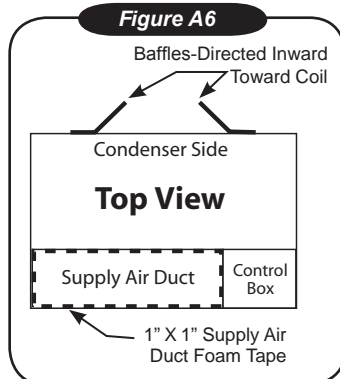 Figure A6
Baffles-Directed Inward
Toward Coil
Condenser Side
Top View
Supply Air Duct
Control
Box
1” X 1” Supply Air
Duct Foam Tape